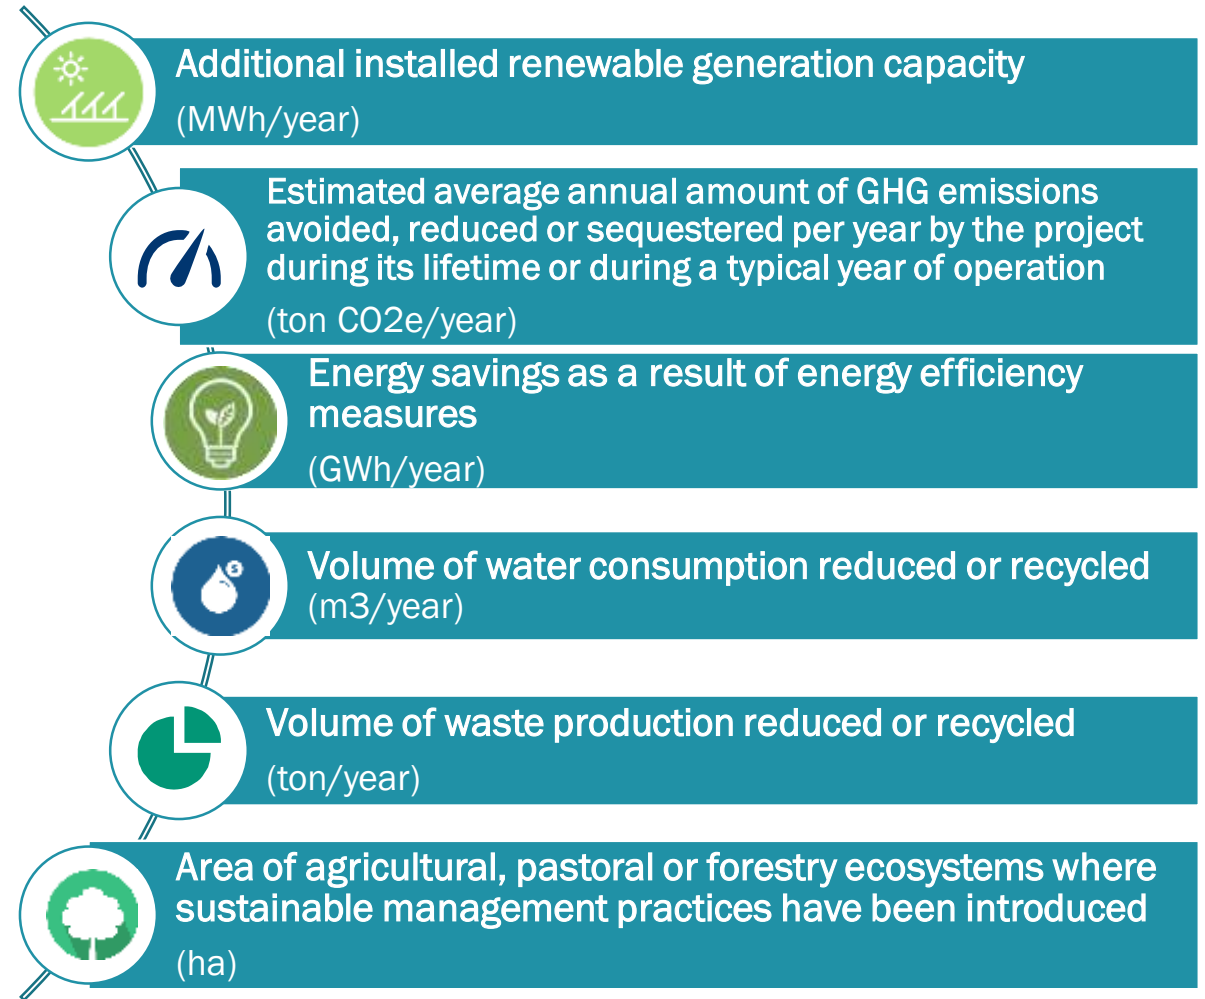 Additional installed renewable generation capacity
(MWh/year)
Estimated average annual amount of GHG emissions
avoided, reduced or sequestered per year by the project
during its lifetime or during a typical year of operation
(ton CO2e/year)
Energy savings as a result of energy efficiency
measures
(GWh/year)
Volume of water consumption reduced or recycled
(m3/year)
Volume of waste production reduced or recycled
(ton/year)
Area of agricultural, pastoral or forestry ecosystems where
sustainable management practices have been introduced
(ha)